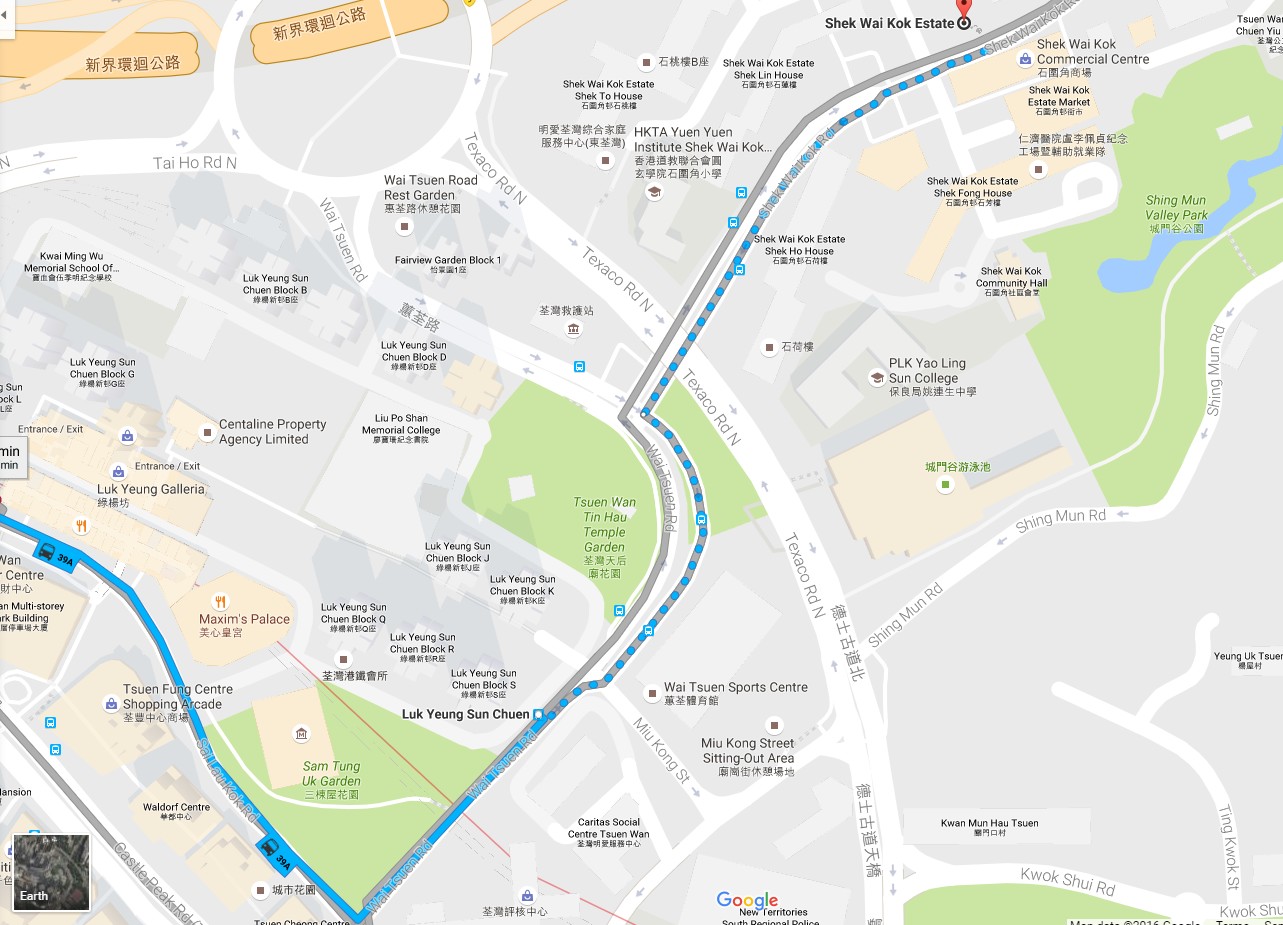 新界環迴公路
新界環迴公路
Shek Wai Kok Estate
Shek Wai Kok Rd
Tsuen Wan
Chuen Yiu
Shek Wai Kok
Commercial Centre
石圍角商場
石桃樓B座
Shek Wai Kok Estate
Shek Lin House
石圍角邨石蓮樓
Shek Wai Kok Estate
Shek To House
石圍角邨石桃樓
Shek Wai Kok
Estate Market
石圍角邨街市
明愛荃灣綜合家庭
服務中心(東荃灣)
HKTA Yuen Yuen
Institute Shek Wai Kok...
香港道教聯合會圓
玄學院石圍角小學
仁濟醫院盧李佩貞紀念
工場暨輔助就業隊
Tai Ho Rd N
Texaco Rd N
Shek Wai Kok Rd
Wai Tsuen Road
Rest Garden
惠荃路休憩花園
Shek Wai Kok Estate
Shek Fong House
石圍角邨石芳樓
Shing Mun
Valley Park
城門谷公園
Wai Tsuen Rd
Kwai Ming Wu
Memorial School Of...
寶血會伍季明紀念學校
Fairview Garden Block 1
怡景園1座
Shek Wai Kok Estate
Shek Ho House
石圍角邨石荷樓
Luk Yeung Sun
Chuen Block B
綠楊新邨B座
Texaco Rd N
Shek Wai Kok
Community Hall
石圍角社區會堂
蕙荃路
荃灣救護站
Luk Yeung Sun
Chuen Block D
綠楊新邨D座
石荷樓
Shing Mun Rd
Luk Yeung Sun
Chuen Block G
綠楊新邨G座
PLK Yao Ling
Sun College
保良局姚連生中學
Texaco Rd N
g Sun
ck L
L座
Entrance / Exit
Centaline Property
Agency Limited
Liu Po Shan
Memorial College
廖寶珊紀念書院
min
min
Entrance / Exit
Luk Yeung Galleria
綠楊坊
Wai Tsuen Rd
城門谷游泳池
Tsuen Wan
Tin Hau
Temple
Garden
荃灣天后
廟花園
Shing Mun Rd
39A
Wan
r Centre
財中心
Luk Yeung Sun
Chuen Block J
綠楊新邨J座
Luk Yeung Sun
Chuen Block K
綠楊新邨K座
Texaco Rd N
an Multi-storey
rk Building
層停車場大廈
Maxim's Palace
美心皇宮
Luk Yeung Sun
Chuen Block Q
綠楊新邨Q座
Luk Yeung Sun
Chuen Block R
綠楊新邨R座
德士古道北
Shing Mun Rd
荃灣港鐵會所
Luk Yeung Sun
Chuen Block S
綠楊新邨S座
Yeung Uk Tsuen
楊屋村
Tsuen Fung Centre
Shopping Arcade
荃豐中心商場
Luk Yeung Sun Chuen
Wai Tsuen Sports Centre
蕙荃體育館
Miu Kong St
Miu Kong Street
Sitting-Out Area
廟崗街休憩場地
Sai Lau Kok Rd
Sam Tung
Uk Garden
三棟屋花園
Wai Tsuen Rd
ansion
Waldorf Centre
華都中心
Caritas Social
Centre Tsuen Wan
荃灣明愛服務中心
德士古道天橋
Kwan Mun Hau Tsuen
關門口村
Ting Kwok St
Earth
39A
Castle Peak Rd
城市花園
Wai Tsuen Rd
Kwok Shui Rd
Google
荃灣評核中心
New Territories
South Regional Police
Tsuen Cheong Centre
Kwok Shui
Map data ©2016 Google
Terms